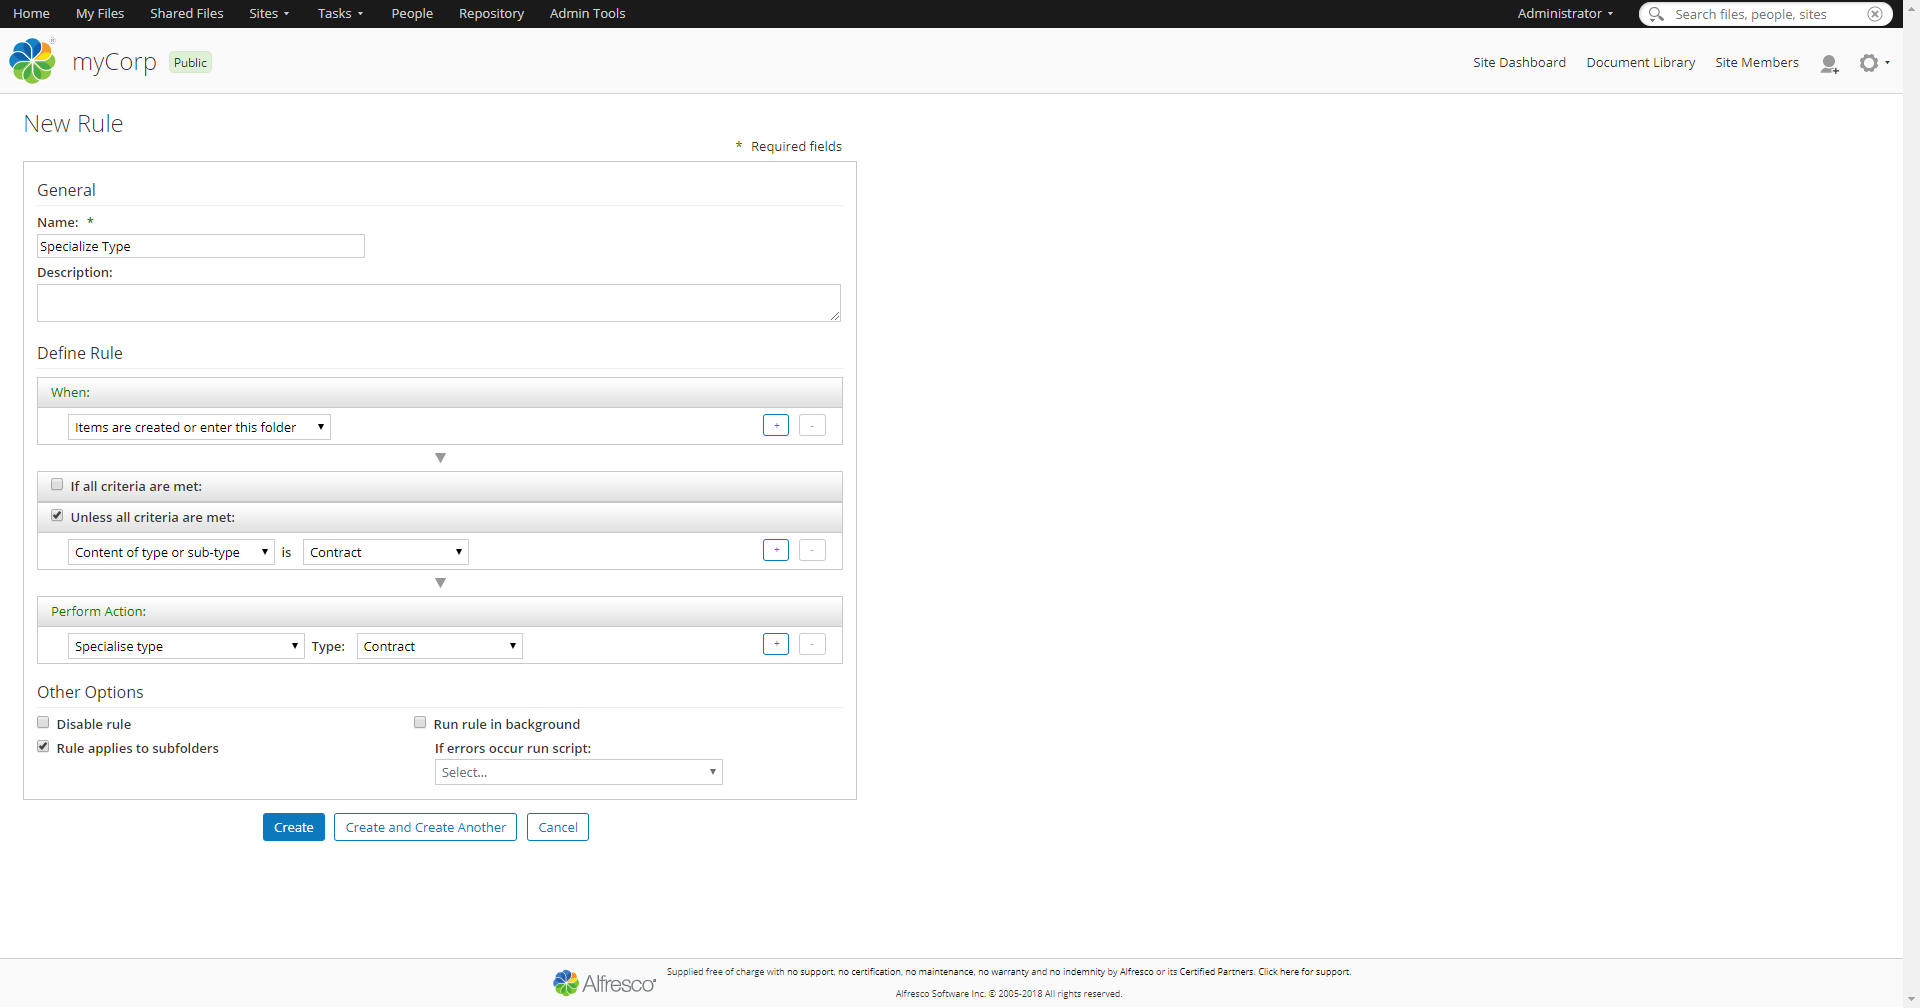 Home My Files Shared Files Sites Tasks People Repository Admin Tools Administrator Search files, people, sites
myCorp Public Site Dashboard Document Library Site Members
New Rule
* Required fields
General
Name: *
Specialize Type
Description:
Define Rule
When:
Items are created or enter this folder + -
If all criteria are met:
Unless all criteria are met:
Content of type or sub-type is Contract + -
Perform Action:
Specialise type Type: Contract + -
Other Options
Disable rule Run rule in background
Rule applies to subfolders If errors occur run script:
Select...
Create Create and Create Another Cancel
Alfresco Supplied free of charge with no support, no certification, no maintenance, no warranty and no indemnity by Alfresco or its Certified Partners. Click here for support.
Alfresco Software Inc. © 2005-2018 All rights reserved.